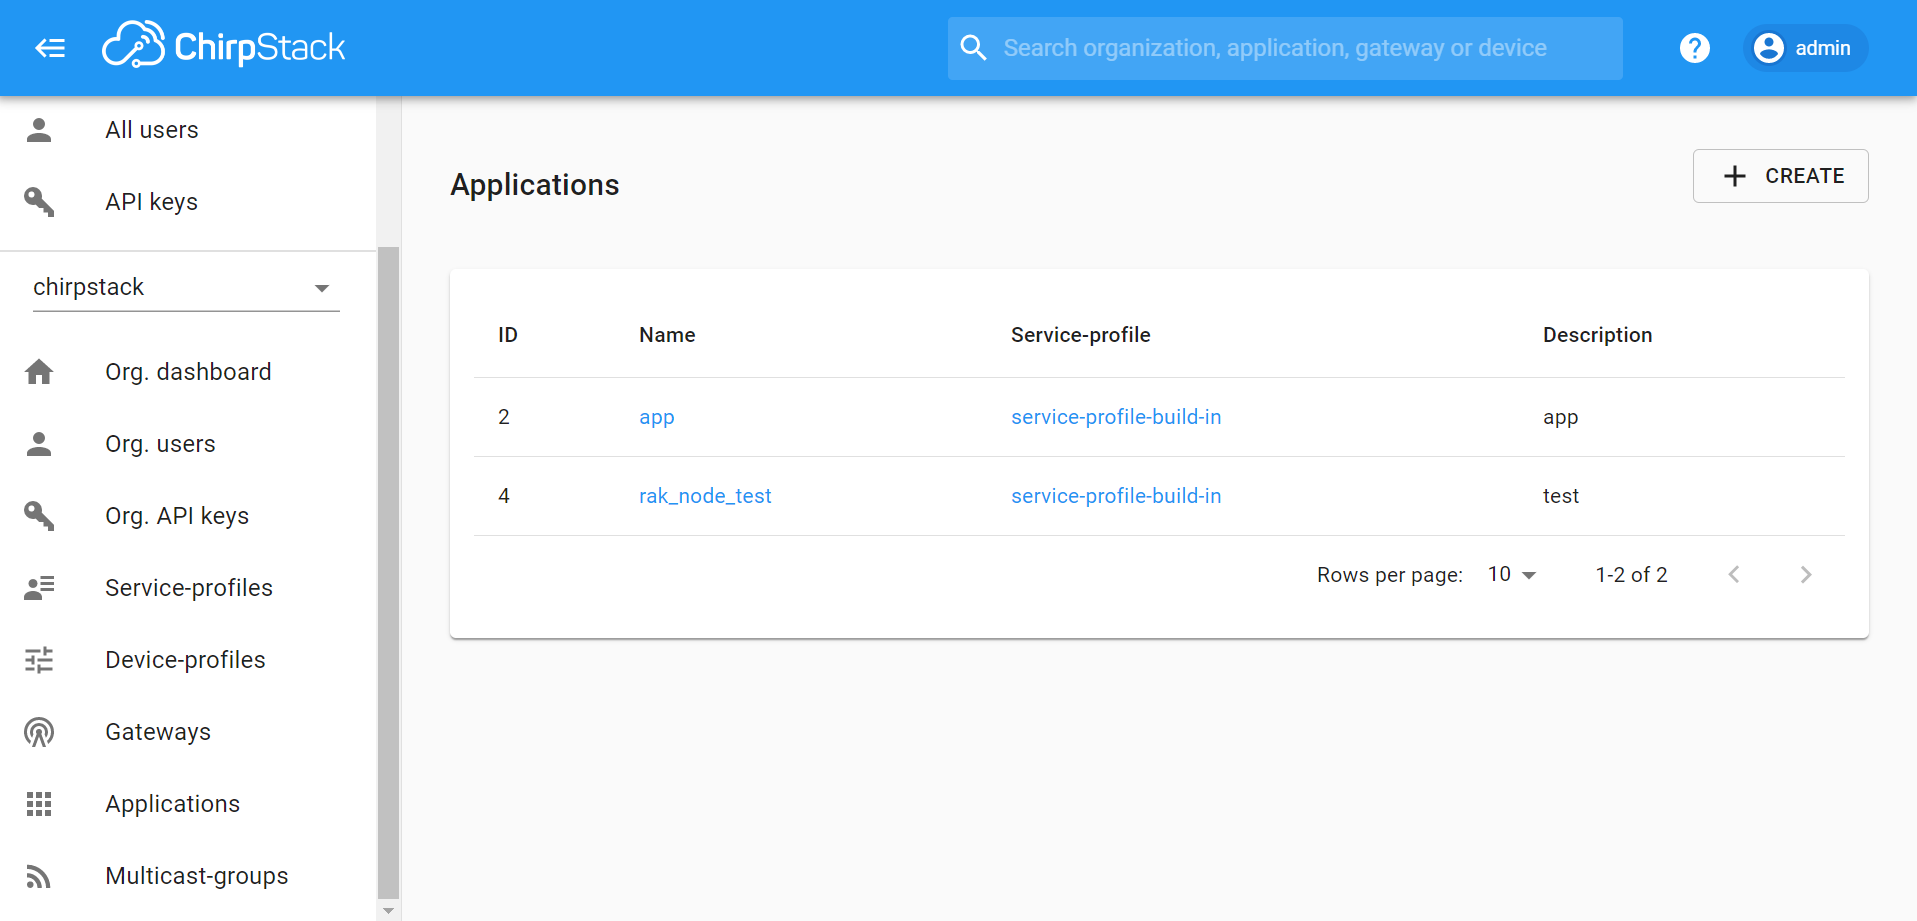 ChirpStack
Search organization, application, gateway or device
?
admin
All users
API keys
chirpstack
Org. dashboard
Org. users
Org. API keys
Service-profiles
Device-profiles
Gateways
Applications
Multicast-groups
Applications
+ CREATE
ID Name Service-profile Description
2 app service-profile-build-in app
4 rak_node_test service-profile-build-in test
Rows per page: 10 1-2 of 2